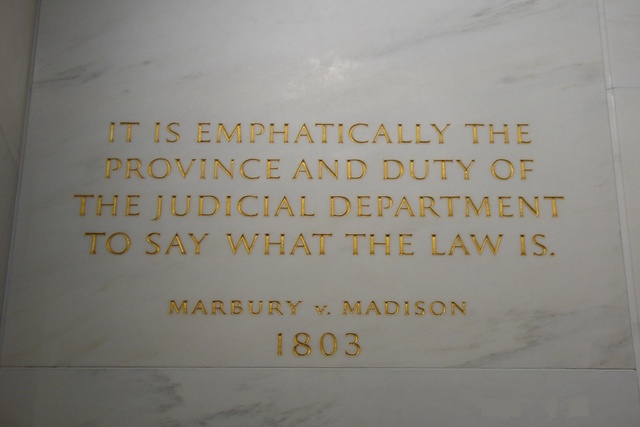 IT IS EMPHATICALLY THE
PROVINCE AND DUTY OF
THE JUDICIAL DEPARTMENT
TO SAY WHAT THE LAW IS.
MARBURY v. MADISON
1803